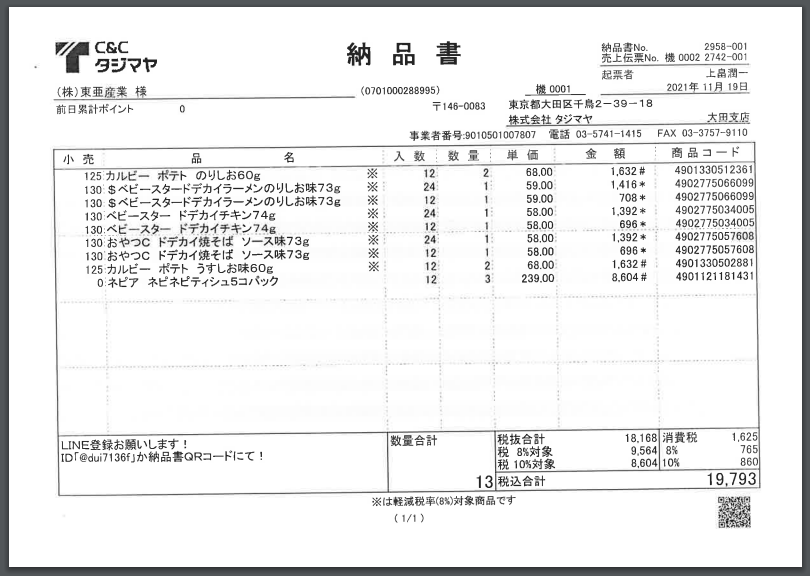 C&C
タジマヤ
納品書
納品書No. 2958-001
売上伝票No. 機 0002 2742-001
起票者 上畠潤一
(株)東亜産業 様 (0701000288995) 機 0001 2021年 11月 19日
前日累計ポイント 0 〒146-0083 東京都大田区千鳥2-39-18
株式会社 タジマヤ 大田支店
事業者番号:9010501007807 電話 03-5741-1415 FAX 03-3757-9110
小売 品名 入数 数量 単価 金額 商品コード
125 カルビー ポテト のりしお60g ※ 12 2 68.00 1,632 # 4901330512361
130 $ベビースタードデカイラーメンのりしお味73g ※ 24 1 59.00 1,416 * 4902775066099
130 $ベビースタードデカイラーメンのりしお味73g ※ 12 1 59.00 708 * 4902775066099
130 ベビースター ドデカイチキン74g ※ 24 1 58.00 1,392 * 4902775034005
130 ベビースター ドデカイチキン74g ※ 12 1 58.00 696 * 4902775034005
130 おやつC ドデカイ焼そば ソース味73g ※ 24 1 58.00 1,392 * 4902775057608
130 おやつC ドデカイ焼そば ソース味73g ※ 12 1 58.00 696 * 4902775057608
125 カルビー ポテト うすしお味60g ※ 12 2 68.00 1,632 # 4901330502881
0 ネピア ネピネピティシュ5コパック 12 3 239.00 8,604 # 4901121181431
LINE登録お願いします!
ID「@dui7136f」か納品書QRコードにて!
数量合計 13
税抜合計 18,168 消費税 1,625
税 8%対象 9,564 8% 765
税 10%対象 8,604 10% 860
税込合計 19,793
※は軽減税率(8%)対象商品です
(1/1)